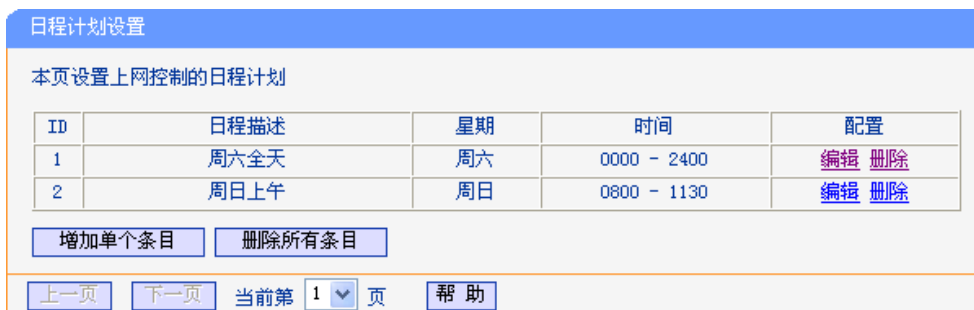 日程计划设置
本页设置上网控制的日程计划
ID 日程描述 星期 时间 配置
1 周六全天 周六 0000 - 2400 编辑 删除
2 周日上午 周日 0800 - 1130 编辑 删除
增加单个条目 删除所有条目
上一页 下一页 当前第 1 页 帮 助